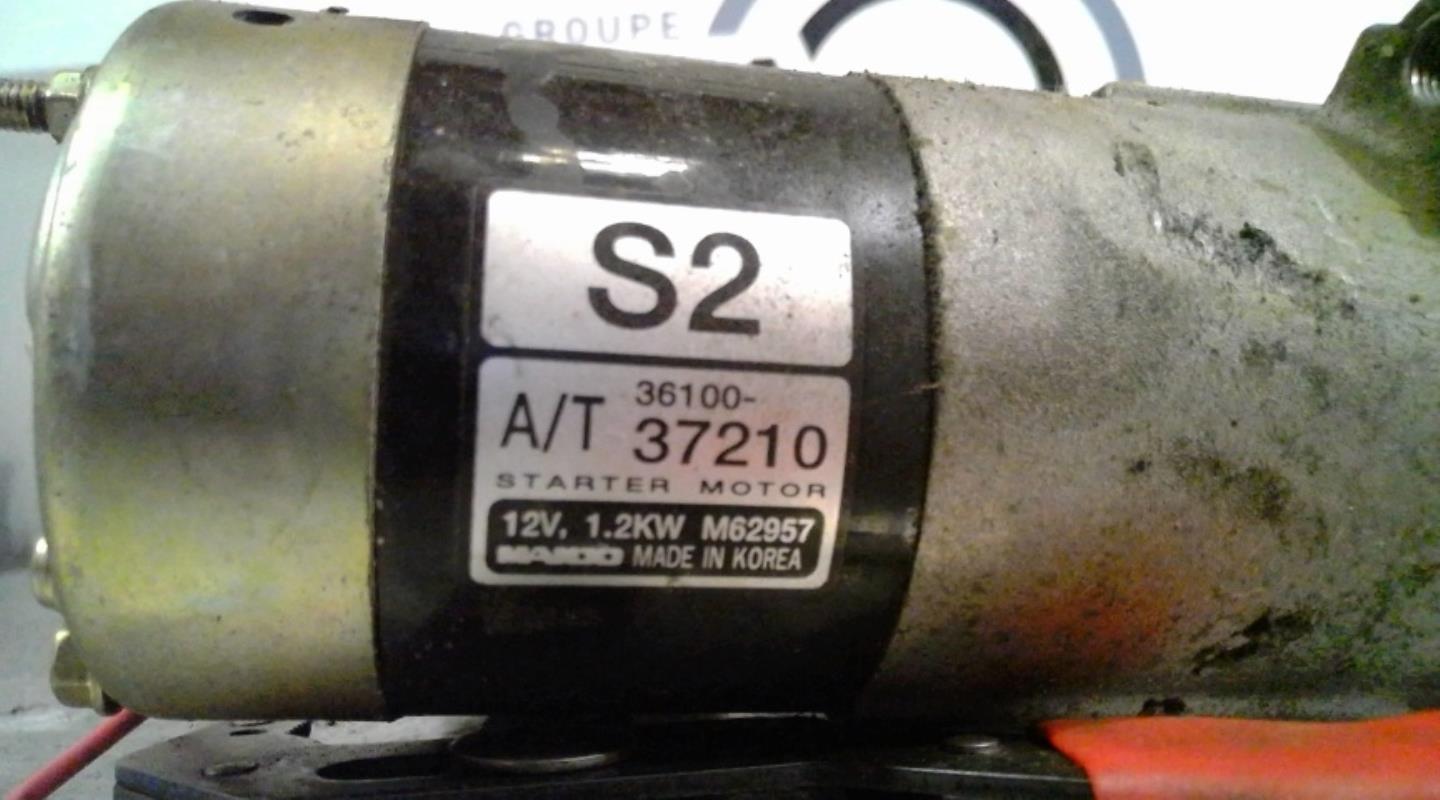 GROUPE
S2
A/T 36100-
37210
STARTER MOTOR
12V, 1.2KW M62957
MANDO MADE IN KOREA